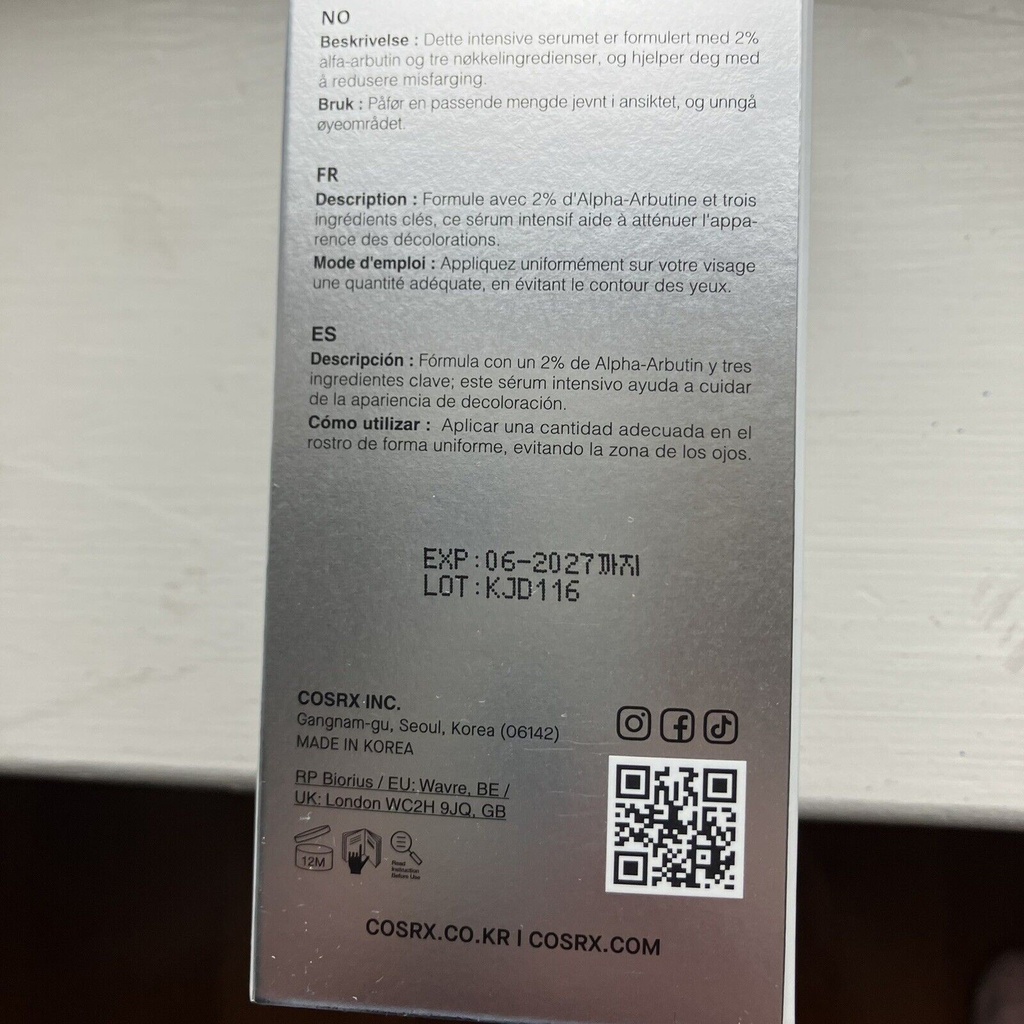 NO
Beskrivelse : Dette intensive serumet er formulert med 2%
alfa-arbutin og tre nøkkelingredienser, og hjelper deg med
å redusere misfarging.
Bruk : Påfør en passende mengde jevnt i ansiktet, og unngå
øyeområdet.
FR
Description : Formule avec 2% d'Alpha-Arbutine et trois
ingrédients clés, ce sérum intensif aide à atténuer l'appa-
rence des décolorations.
Mode d'emploi : Appliquez uniformément sur votre visage
une quantité adéquate, en évitant le contour des yeux.
ES
Descripción : Fórmula con un 2% de Alpha-Arbutin y tres
ingredientes clave; este sérum intensivo ayuda a cuidar
de la apariencia de decoloración.
Cómo utilizar : Aplicar una cantidad adecuada en el
rostro de forma uniforme, evitando la zona de los ojos.
EXP:06-2027까지
LOT:KJD116
COSRX INC.
Gangnam-gu, Seoul, Korea (06142)
MADE IN KOREA
RP Biorius / EU: Wavre, BE /
UK: London WC2H 9JQ, GB
12M
Read
Instruction
Before Use
COSRX.CO.KR I COSRX.COM